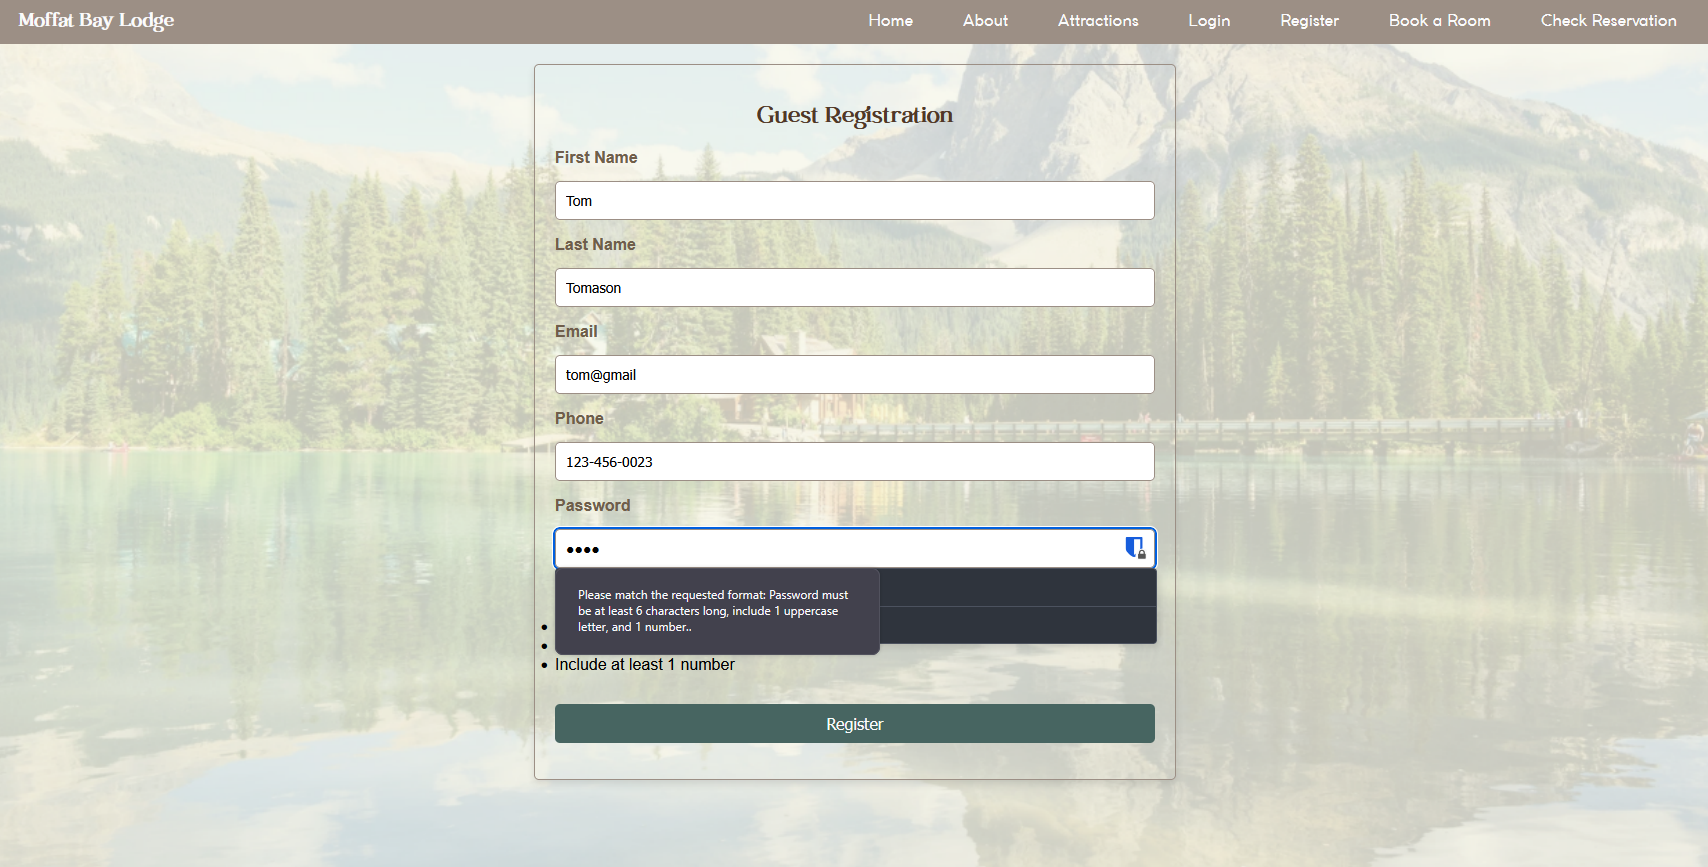 Moffat Bay Lodge
Home About Attractions Login Register Book a Room Check Reservation
Guest Registration
First Name
Tom
Last Name
Tomason
Email
tom@gmail
Phone
123-456-0023
Password
••••
Please match the requested format: Password must
be at least 6 characters long, include 1 uppercase
letter, and 1 number..
• Include at least 1 number
Register